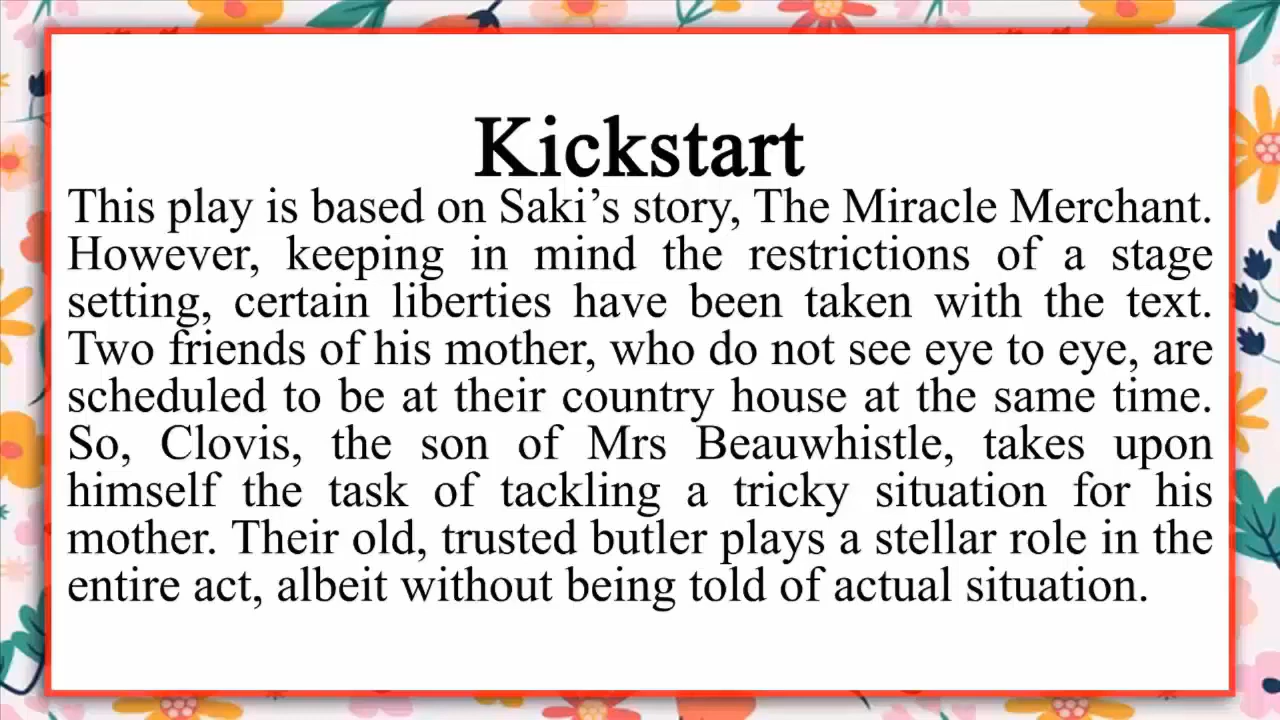 Kickstart
This play is based on Saki’s story, The Miracle Merchant.
However, keeping in mind the restrictions of a stage
setting, certain liberties have been taken with the text.
Two friends of his mother, who do not see eye to eye, are
scheduled to be at their country house at the same time.
So, Clovis, the son of Mrs Beauwhistle, takes upon
himself the task of tackling a tricky situation for his
mother. Their old, trusted butler plays a stellar role in the
entire act, albeit without being told of actual situation.